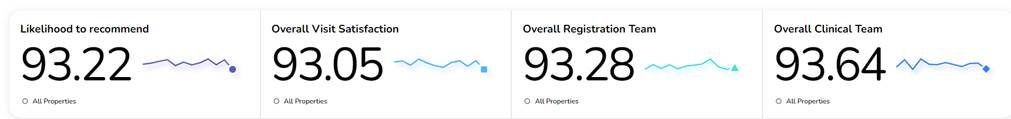 Likelihood to recommend
93.22
All Properties
Overall Visit Satisfaction
93.05
All Properties
Overall Registration Team
93.28
All Properties
Overall Clinical Team
93.64
All Properties